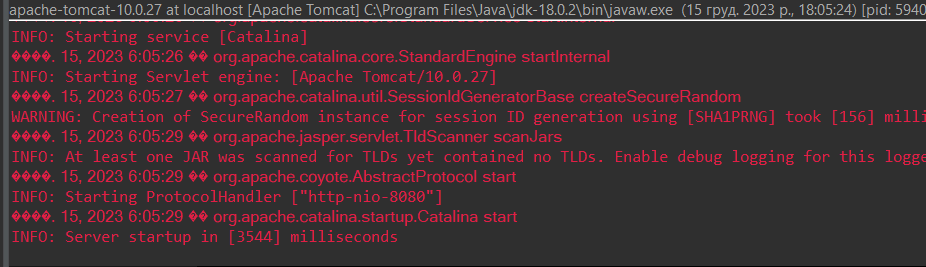 apache-tomcat-10.0.27 at localhost [Apache Tomcat] C:\Program Files\Java\jdk-18.0.2\bin\javaw.exe (15 груд. 2023 р., 18:05:24) [pid: 5940
INFO: Starting service [Catalina]
����. 15, 2023 6:05:26 �� org.apache.catalina.core.StandardEngine startInternal
INFO: Starting Servlet engine: [Apache Tomcat/10.0.27]
����. 15, 2023 6:05:27 �� org.apache.catalina.util.SessionIdGeneratorBase createSecureRandom
WARNING: Creation of SecureRandom instance for session ID generation using [SHA1PRNG] took [156] milli
����. 15, 2023 6:05:29 �� org.apache.jasper.servlet.TldScanner scanJars
INFO: At least one JAR was scanned for TLDs yet contained no TLDs. Enable debug logging for this logge
����. 15, 2023 6:05:29 �� org.apache.coyote.AbstractProtocol start
INFO: Starting ProtocolHandler ["http-nio-8080"]
����. 15, 2023 6:05:29 �� org.apache.catalina.startup.Catalina start
INFO: Server startup in [3544] milliseconds